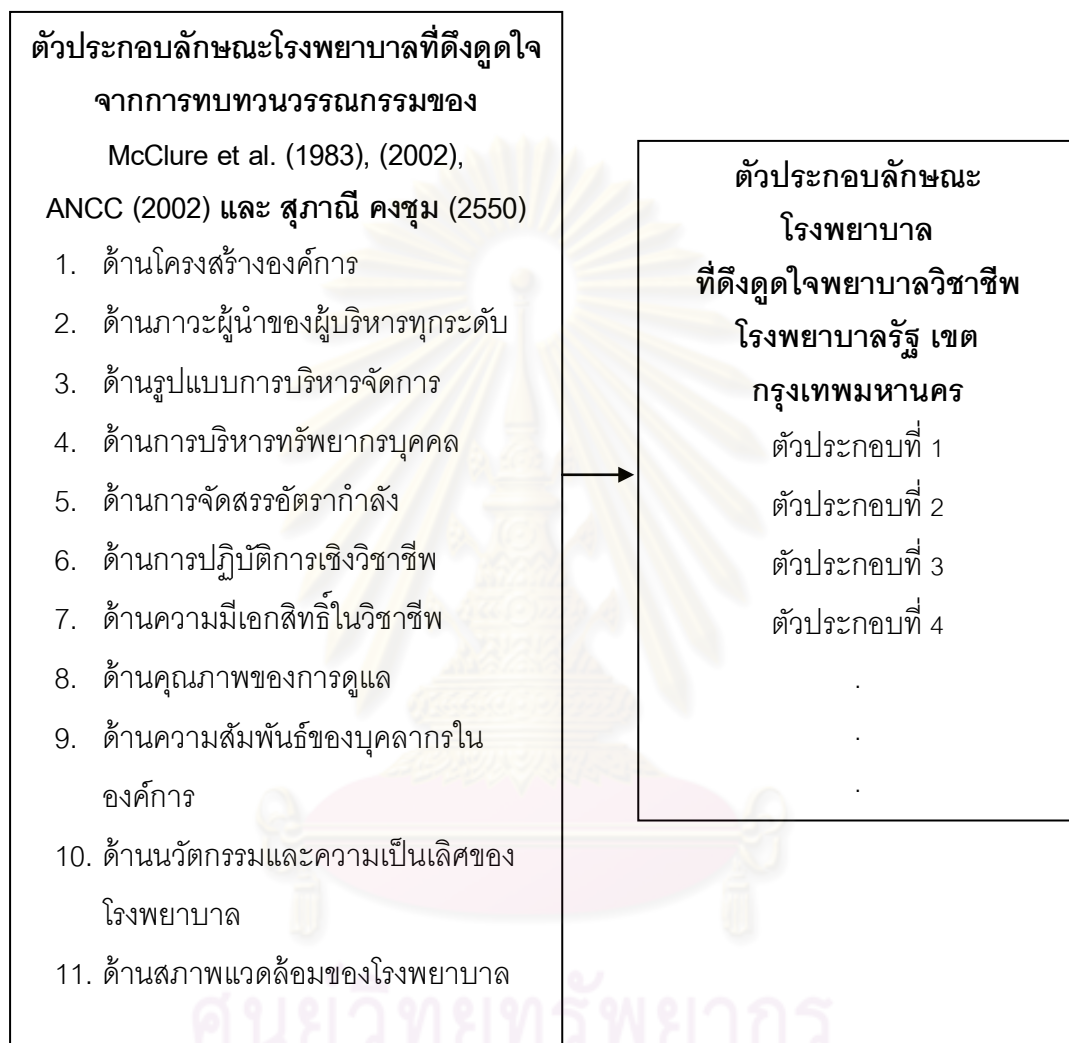 ตัวประกอบลักษณะโรงพยาบาลที่ดึงดูดใจ
จากการทบทวนวรรณกรรมของ
McClure et al. (1983), (2002),
ANCC (2002) และ สุภาณี คงชุม (2550)
1. ด้านโครงสร้างองค์การ
2. ด้านภาวะผู้นำของผู้บริหารทุกระดับ
3. ด้านรูปแบบการบริหารจัดการ
4. ด้านการบริหารทรัพยากรบุคคล
5. ด้านการจัดสรรอัตรากำลัง
6. ด้านการปฏิบัติการเชิงวิชาชีพ
7. ด้านความมีเอกสิทธิ์ในวิชาชีพ
8. ด้านคุณภาพของการดูแล
9. ด้านความสัมพันธ์ของบุคลากรใน
องค์การ
10. ด้านนวัตกรรมและความเป็นเลิศของ
โรงพยาบาล
11. ด้านสภาพแวดล้อมของโรงพยาบาล
ตัวประกอบลักษณะ
โรงพยาบาล
ที่ดึงดูดใจพยาบาลวิชาชีพ
โรงพยาบาลรัฐ เขต
กรุงเทพมหานคร
ตัวประกอบที่ 1
ตัวประกอบที่ 2
ตัวประกอบที่ 3
ตัวประกอบที่ 4
.
.
.
ศูนย์วิทยทรัพยากร